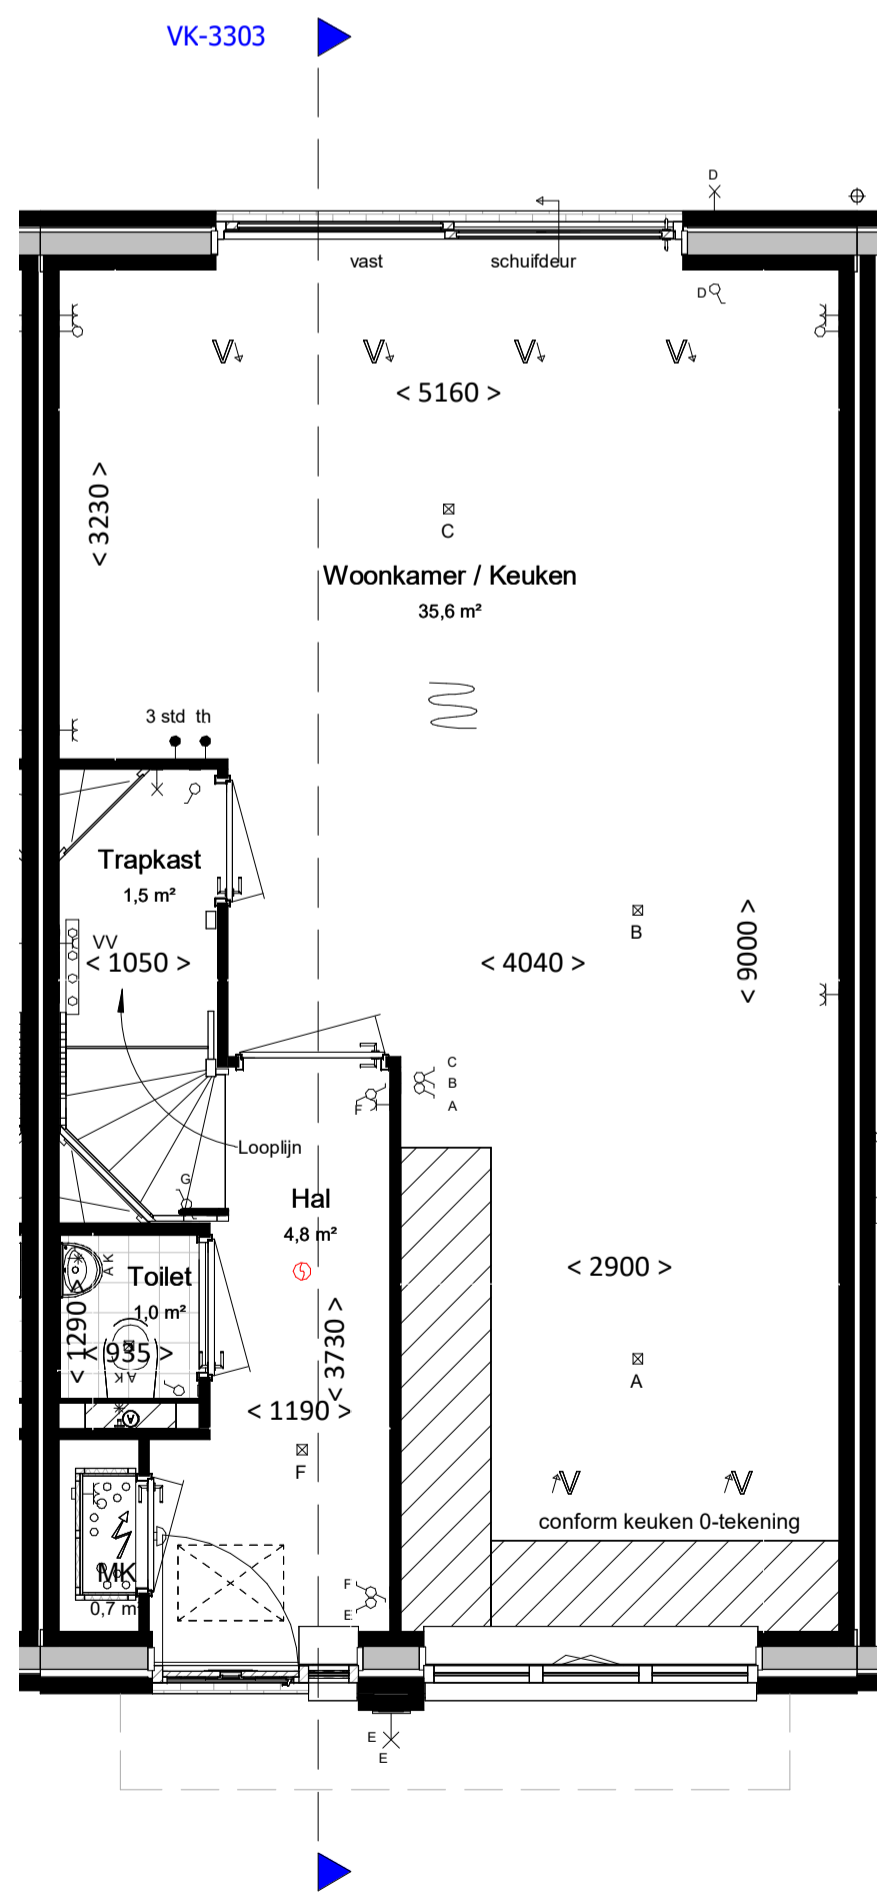 VK-3303
D
vast
schuifdeur
D
V
V
V
V
< 5160 >
< 3230 >
C
Woonkamer / Keuken
35,6 m²
3 std th
Trapkast
1,5 m²
VV
< 1050 >
B
< 4040 >
< 9000 >
C
B
A
F
Looplijn
G
Hal
4,8 m²
< 2900 >
A K
Toilet
1,0 m²
< 1290 >
< 935 >
A K
< 3730 >
A
< 1190 >
A
F
V
V
conform keuken 0-tekening
MK
0,7 m
F
E
E
E